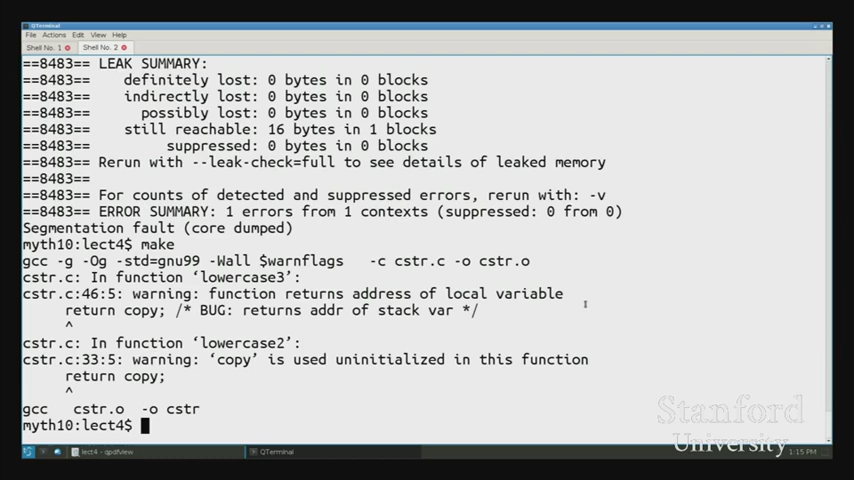 QTerminal
File Actions Edit View Help
Shell No. 1
Shell No. 2
==8483== LEAK SUMMARY:
==8483==    definitely lost: 0 bytes in 0 blocks
==8483==    indirectly lost: 0 bytes in 0 blocks
==8483==      possibly lost: 0 bytes in 0 blocks
==8483==    still reachable: 16 bytes in 1 blocks
==8483==         suppressed: 0 bytes in 0 blocks
==8483== Rerun with --leak-check=full to see details of leaked memory
==8483==
==8483== For counts of detected and suppressed errors, rerun with: -v
==8483== ERROR SUMMARY: 1 errors from 1 contexts (suppressed: 0 from 0)
Segmentation fault (core dumped)
myth10:lect4$ make
gcc -g -Og -std=gnu99 -Wall $warnflags   -c cstr.c -o cstr.o
cstr.c: In function ‘lowercase3’:
cstr.c:46:5: warning: function returns address of local variable
     return copy; /* BUG: returns addr of stack var */
     ^
cstr.c: In function ‘lowercase2’:
cstr.c:33:5: warning: ‘copy’ is used uninitialized in this function
     return copy;
     ^
gcc   cstr.o  -o cstr
myth10:lect4$
Stanford
University
lect4 - qpdfview
QTerminal
1:15 PM